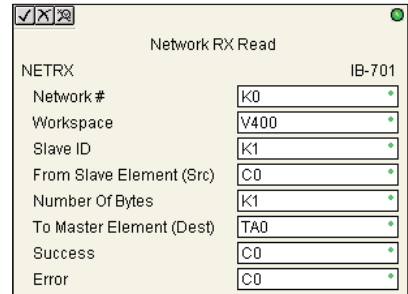 Network RX Read
NETRX IB-701
Network # K0
Workspace V400
Slave ID K1
From Slave Element (Src) C0
Number Of Bytes K1
To Master Element (Dest) TA0
Success C0
Error C0